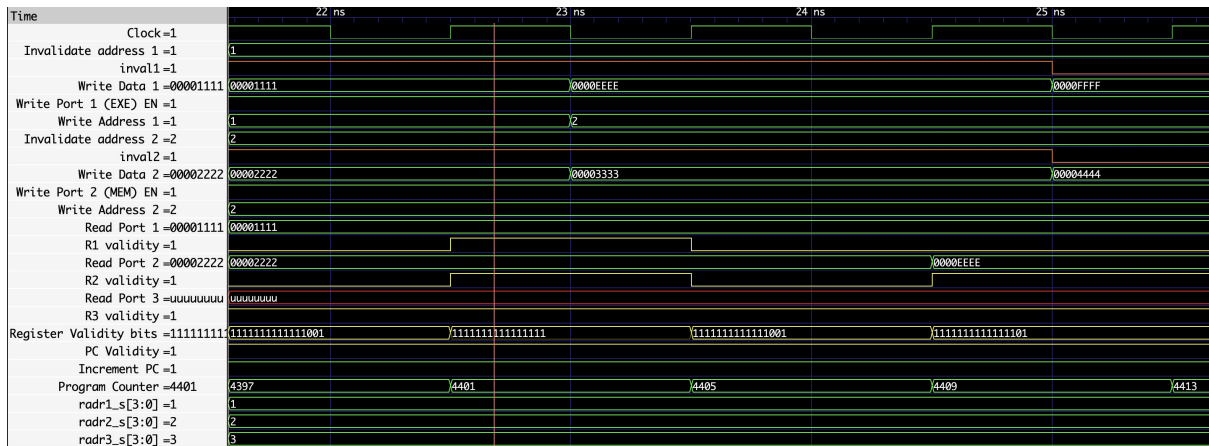 Time 22 ns 23 ns 24 ns 25 ns
Clock =1
Invalidate address 1 =1 1
inval1 =1
Write Data 1 =00001111 00001111 0000EEEE 0000FFFF
Write Port 1 (EXE) EN =1
Write Address 1 =1 1 2
Invalidate address 2 =2 2
inval2 =1
Write Data 2 =00002222 00002222 00003333 00004444
Write Port 2 (MEM) EN =1
Write Address 2 =2 2
Read Port 1 =00001111 00001111
R1 validity =1
Read Port 2 =00002222 00002222 0000EEEE
R2 validity =1
Read Port 3 =uuuuuuuu uuuuuuuu
R3 validity =1
Register Validity bits =111111111 1111111111111001 1111111111111111 1111111111111001 1111111111111101
PC Validity =1
Increment PC =1
Program Counter =4401 4397 4401 4405 4409 4413
radr1_s[3:0] =1 1
radr2_s[3:0] =2 2
radr3_s[3:0] =3 3